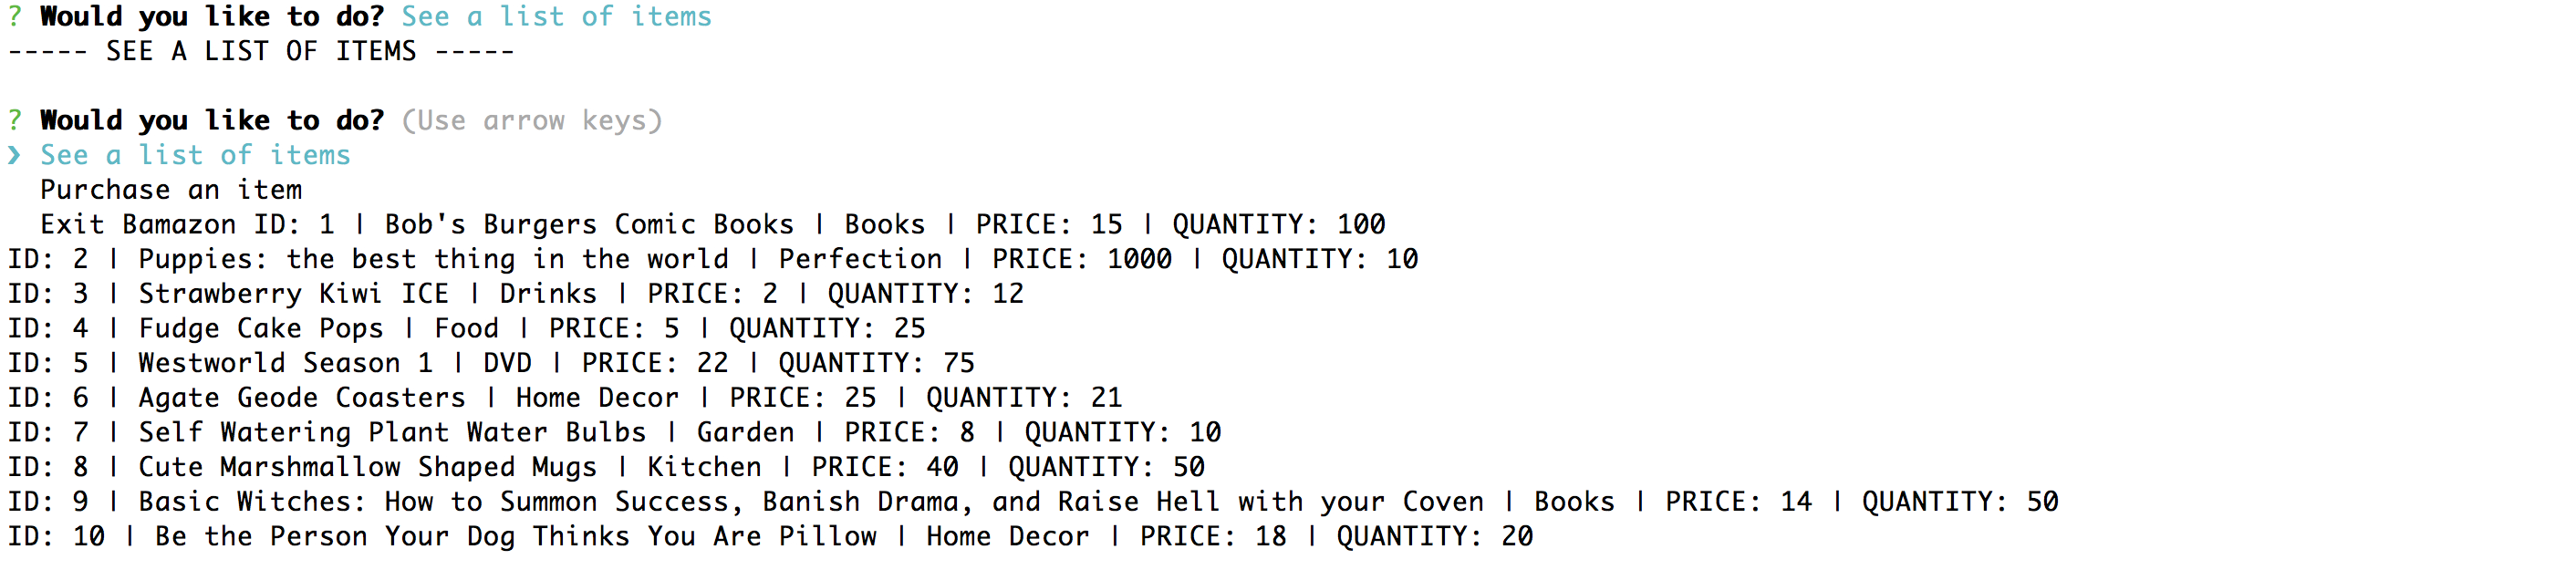 ? Would you like to do? See a list of items
----- SEE A LIST OF ITEMS -----
? Would you like to do? (Use arrow keys)
❯ See a list of items
Purchase an item
Exit Bamazon ID: 1 | Bob's Burgers Comic Books | Books | PRICE: 15 | QUANTITY: 100
ID: 2 | Puppies: the best thing in the world | Perfection | PRICE: 1000 | QUANTITY: 10
ID: 3 | Strawberry Kiwi ICE | Drinks | PRICE: 2 | QUANTITY: 12
ID: 4 | Fudge Cake Pops | Food | PRICE: 5 | QUANTITY: 25
ID: 5 | Westworld Season 1 | DVD | PRICE: 22 | QUANTITY: 75
ID: 6 | Agate Geode Coasters | Home Decor | PRICE: 25 | QUANTITY: 21
ID: 7 | Self Watering Plant Water Bulbs | Garden | PRICE: 8 | QUANTITY: 10
ID: 8 | Cute Marshmallow Shaped Mugs | Kitchen | PRICE: 40 | QUANTITY: 50
ID: 9 | Basic Witches: How to Summon Success, Banish Drama, and Raise Hell with your Coven | Books | PRICE: 14 | QUANTITY: 50
ID: 10 | Be the Person Your Dog Thinks You Are Pillow | Home Decor | PRICE: 18 | QUANTITY: 20